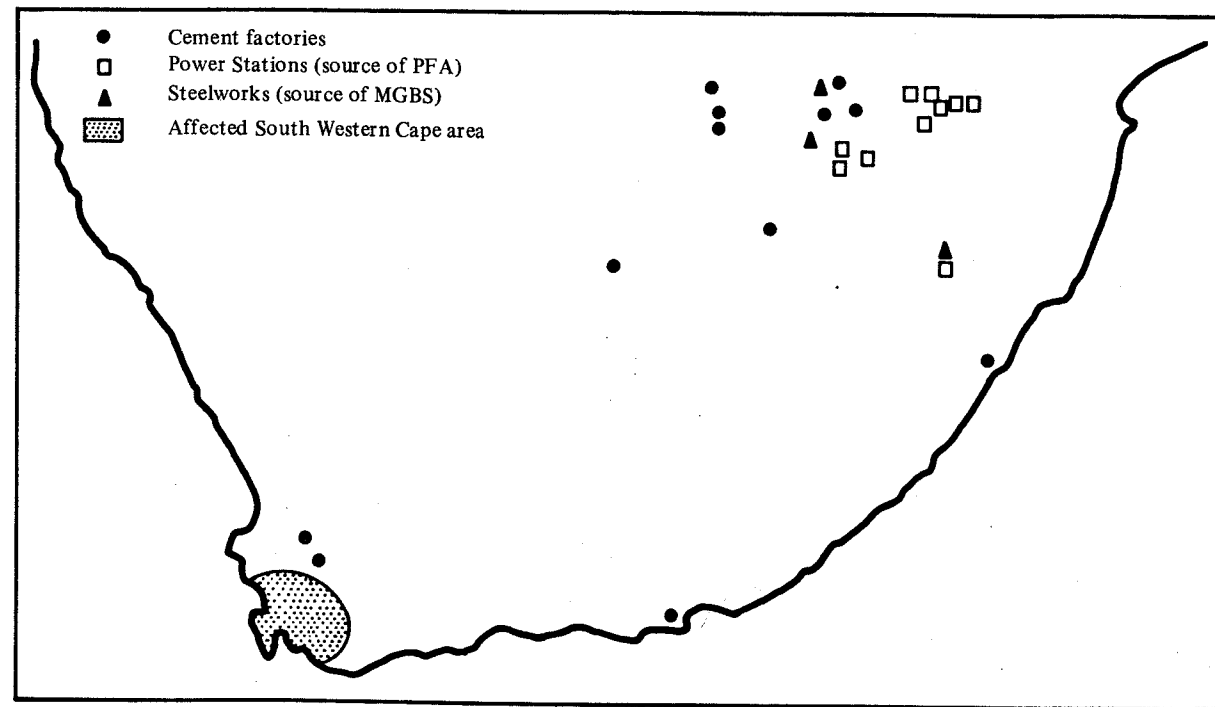 Cement factories
Power Stations (source of PFA)
Steelworks (source of MGBS)
Affected South Western Cape area